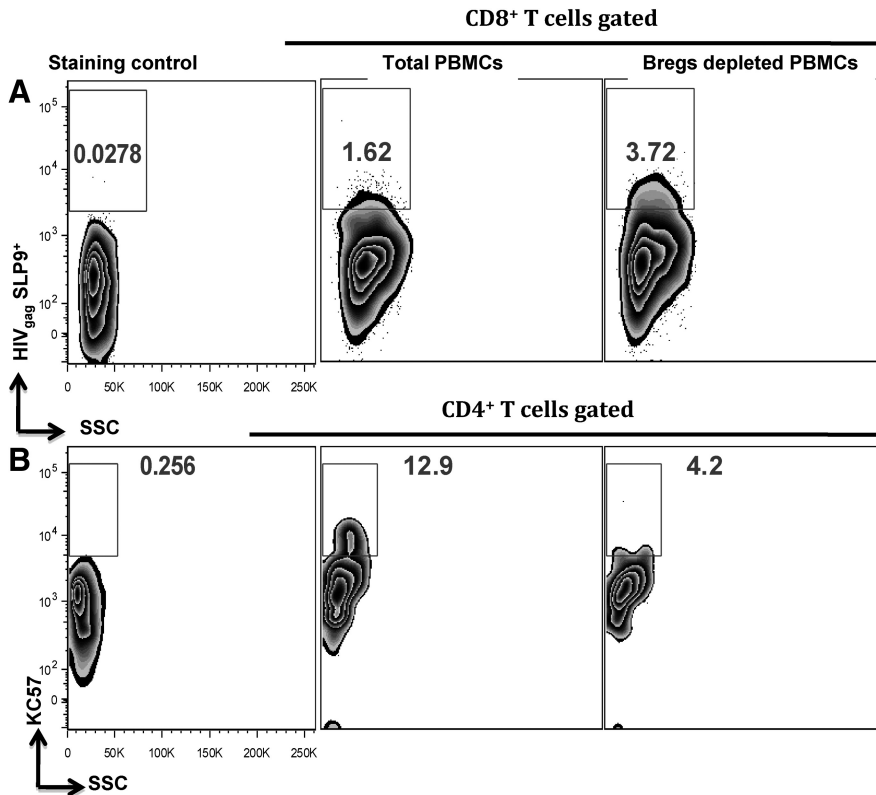 CD8⁺ T cells gated
Staining control
Total PBMCs
Bregs depleted PBMCs
A
HIVgag SLP9⁺
10⁵
10⁴
10³
10²
0
0.0278
1.62
3.72
0 50K 100K 150K 200K 250K
SSC
CD4⁺ T cells gated
B
KC57
10⁵
10⁴
10³
10²
0
0.256
12.9
4.2
0 50K 100K 150K 200K 250K
SSC